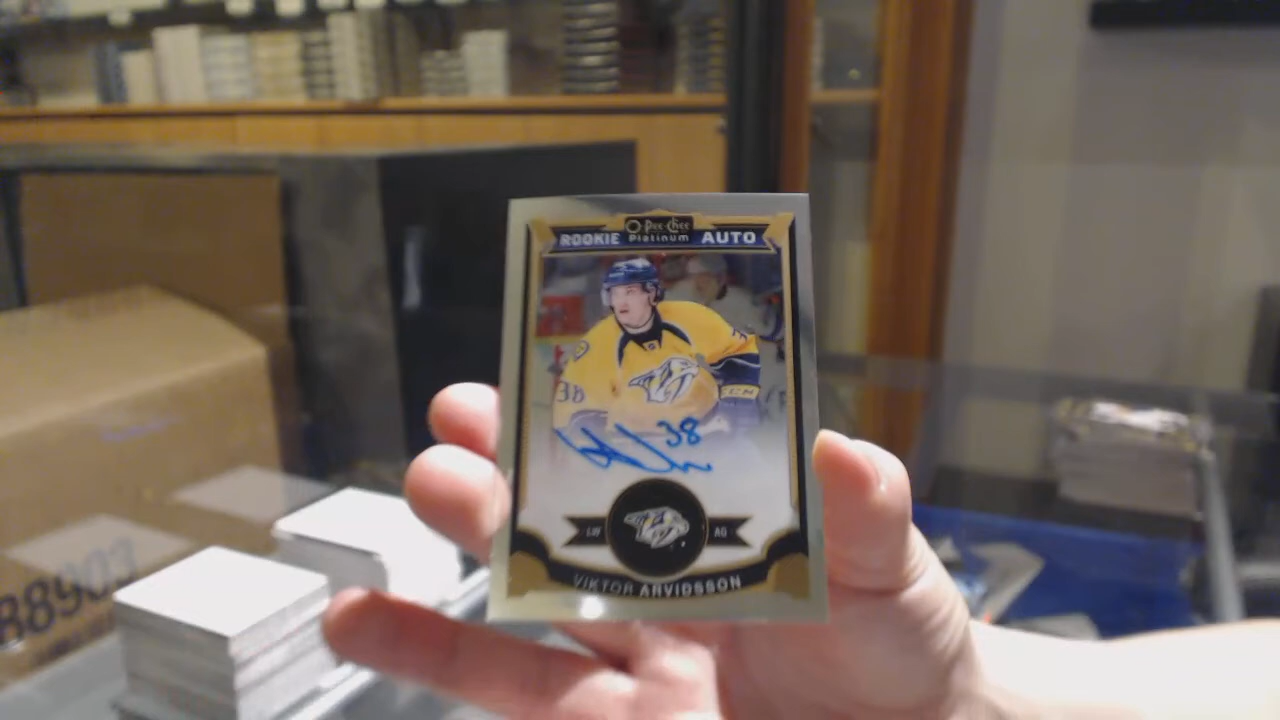 O-Pee-Chee
ROOKIE Platinum AUTO
38
CCM
38
LW AG
VIKTOR ARVIDSSON